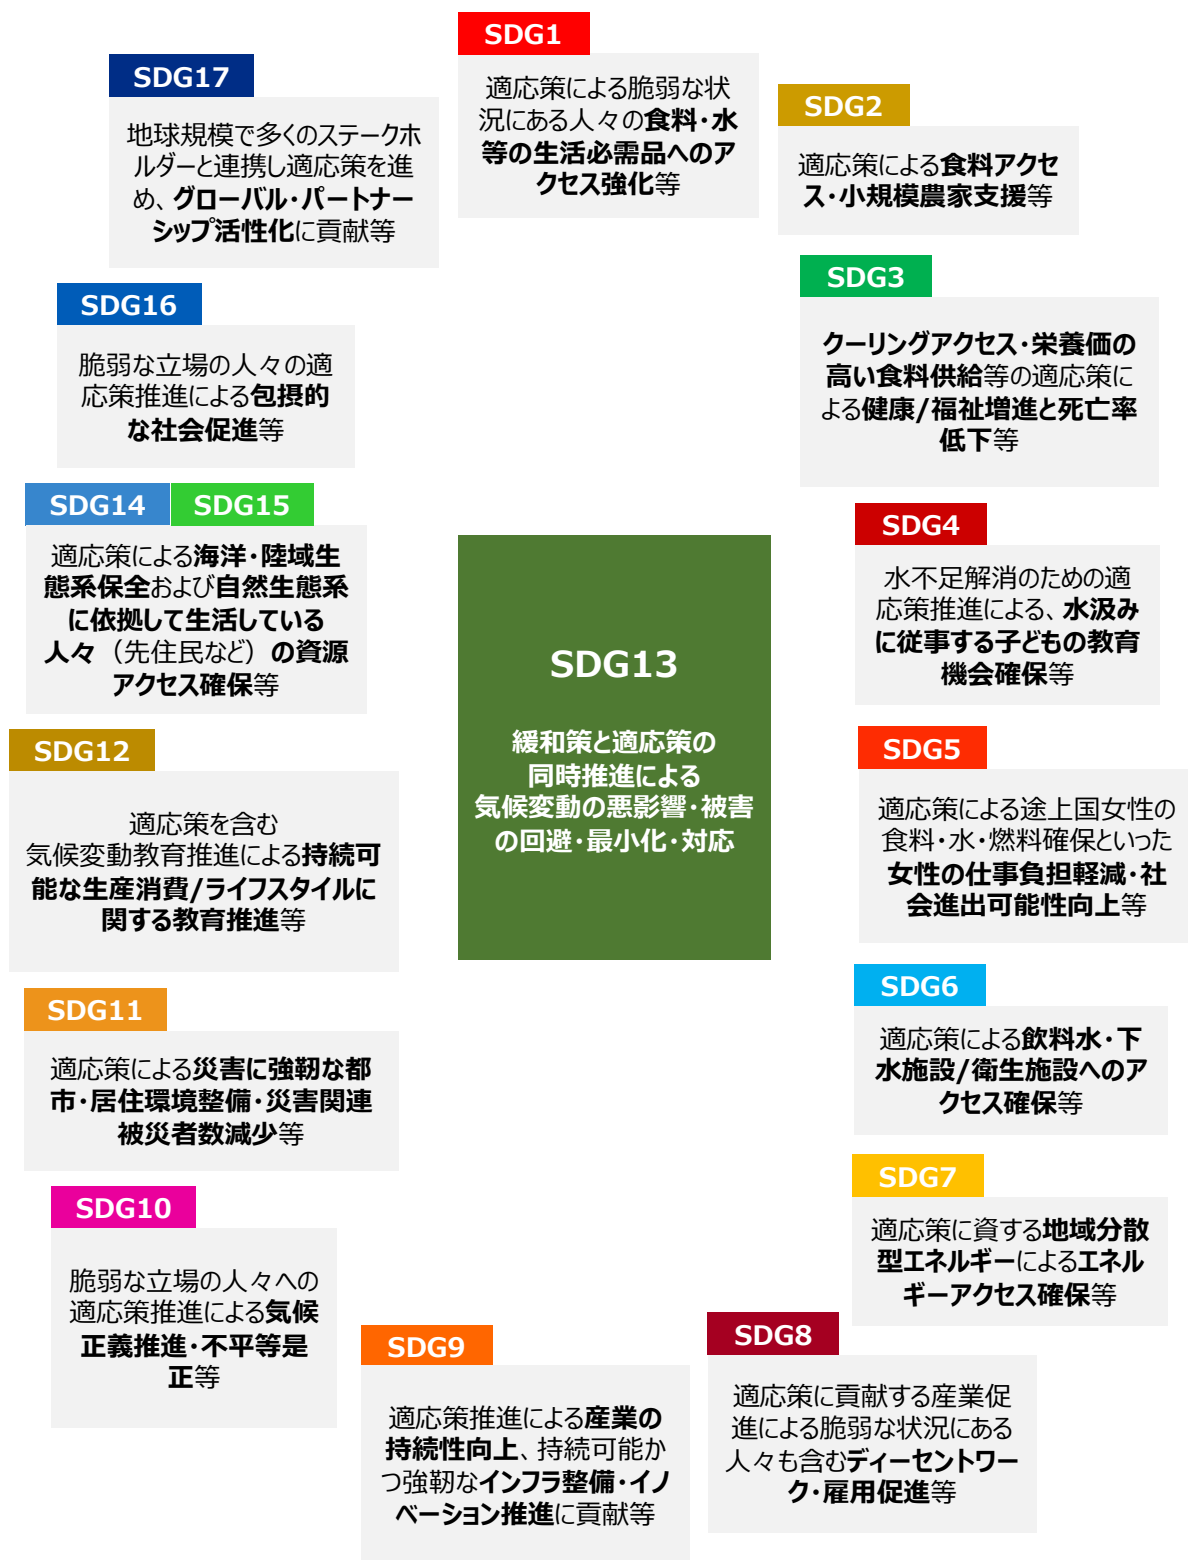 SDG1
適応策による脆弱な状
況にある人々の食料・水
等の生活必需品へのア
クセス強化等
SDG2
適応策による食料アクセ
ス・小規模農家支援等
SDG3
クーリングアクセス・栄養価の
高い食料供給等の適応策に
よる健康/福祉増進と死亡率
低下等
SDG4
水不足解消のための適
応策推進による、水汲み
に従事する子どもの教育
機会確保等
SDG5
適応策による途上国女性の
食料・水・燃料確保といった
女性の仕事負担軽減・社
会進出可能性向上等
SDG6
適応策による飲料水・下
水施設/衛生施設へのア
クセス確保等
SDG7
適応策に資する地域分散
型エネルギーによるエネル
ギーアクセス確保等
SDG8
適応策に貢献する産業促
進による脆弱な状況にある
人々も含むディーセントワー
ク・雇用促進等
SDG9
適応策推進による産業の
持続性向上、持続可能か
つ強靭なインフラ整備・イノ
ベーション推進に貢献等
SDG10
脆弱な立場の人々への
適応策推進による気候
正義推進・不平等是
正等
SDG11
適応策による災害に強靭な都
市・居住環境整備・災害関連
被災者数減少等
SDG12
適応策を含む
気候変動教育推進による持続可
能な生産消費/ライフスタイルに
関する教育推進等
SDG13
緩和策と適応策の
同時推進による
気候変動の悪影響・被害
の回避・最小化・対応
SDG14 SDG15
適応策による海洋・陸域生
態系保全および自然生態系
に依拠して生活している
人々（先住民など）の資源
アクセス確保等
SDG16
脆弱な立場の人々の適
応策推進による包摂的
な社会促進等
SDG17
地球規模で多くのステークホ
ルダーと連携し適応策を進
め、グローバル・パートナー
シップ活性化に貢献等